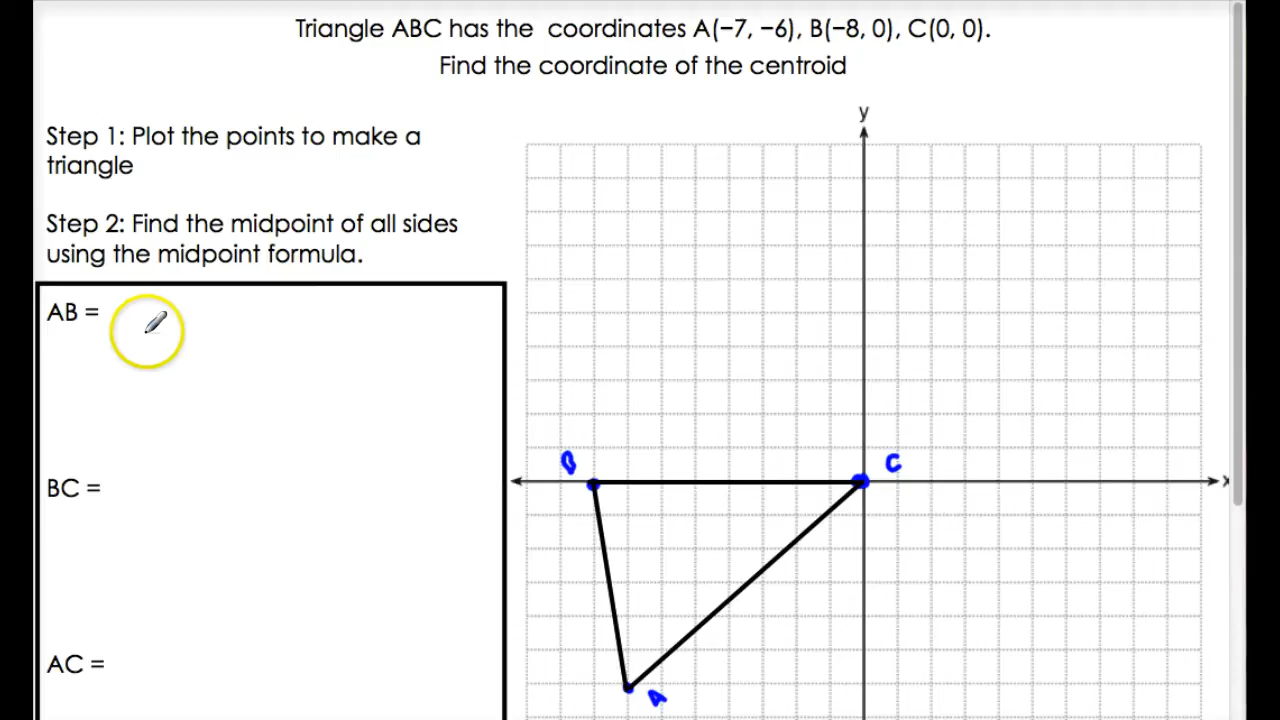 Triangle ABC has the  coordinates A(−7, −6), B(−8, 0), C(0, 0).
Find the coordinate of the centroid
Step 1: Plot the points to make a
triangle
Step 2: Find the midpoint of all sides
using the midpoint formula.
AB =
BC =
AC =
y
B
C
x
A